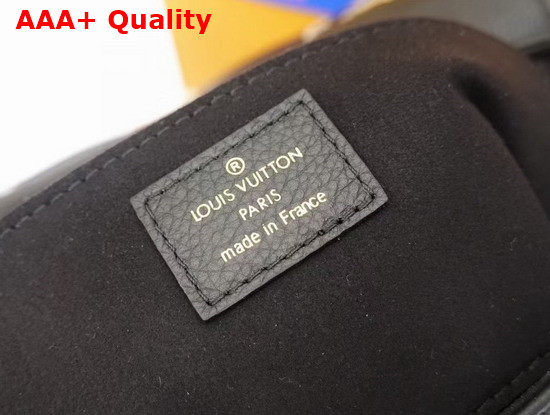 AAA+ Quality
®
LOUIS VUITTON
PARIS
made in France